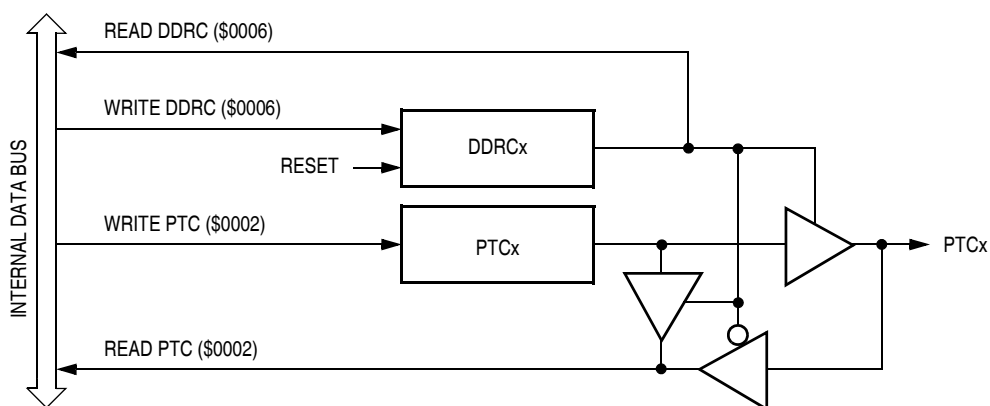 READ DDRC ($0006)
WRITE DDRC ($0006)
DDRCx
RESET
INTERNAL DATA BUS
WRITE PTC ($0002)
PTCx
PTCx
READ PTC ($0002)